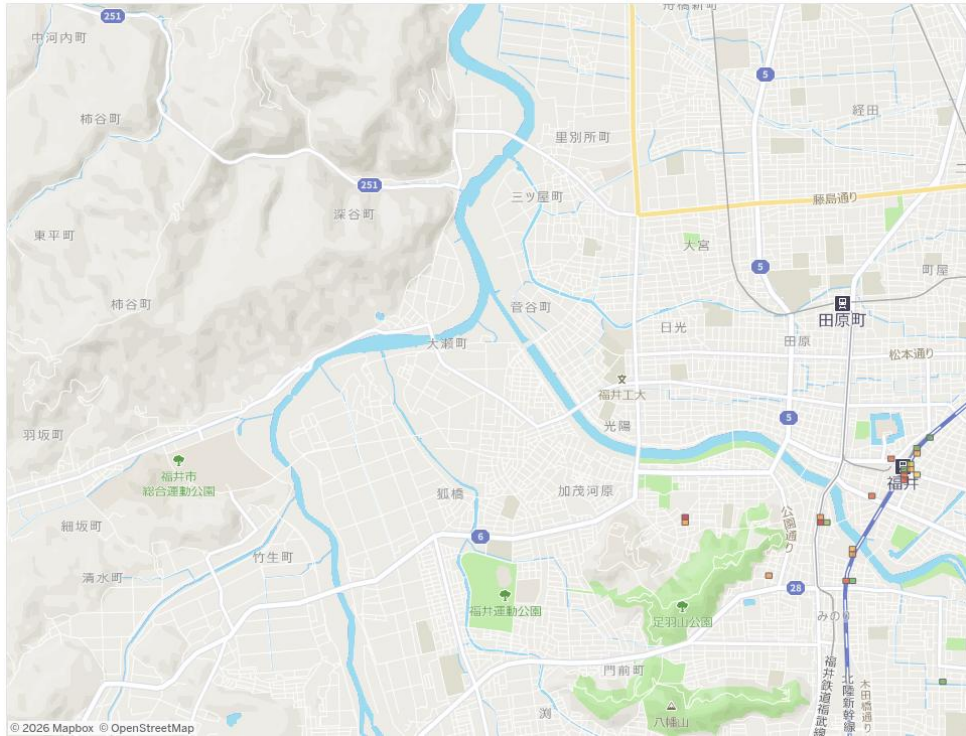 251
中河内町
5
経田
柿谷町
里別所町
251
三ツ屋町
藤島通り
深谷町
東平町
大宮
5
町屋
柿谷町
菅谷町
田原町
日光
田原
大瀬町
松本通り
福井工大
5
光陽
羽坂町
福井市
総合運動公園
福井
狐橋
加茂河原
公園通り
細坂町
6
竹生町
清水町
28
福井運動公園
足羽山公園
みのり
門前町
福井鉄道福武線
北陸新幹線
木田橋通り
渕
八幡山
© 2026 Mapbox © OpenStreetMap